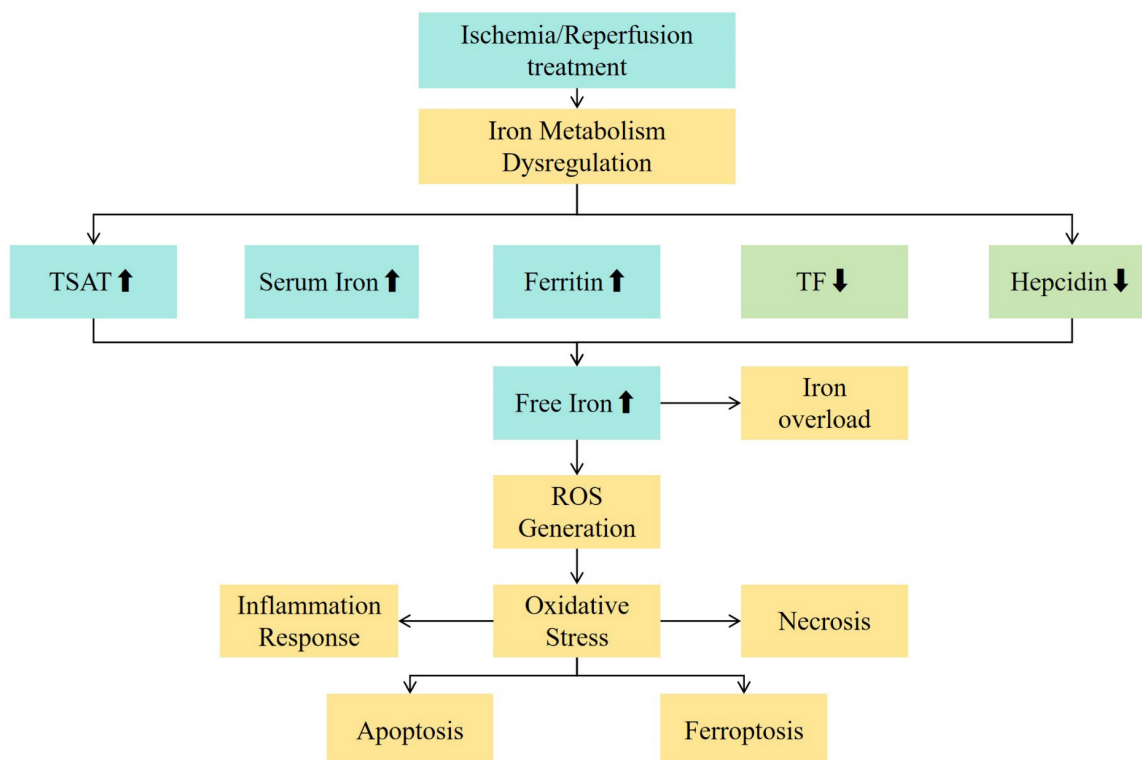 Ischemia/Reperfusion
treatment
Iron Metabolism
Dysregulation
TSAT ⬆
Serum Iron ⬆
Ferritin ⬆
TF ⬇
Hepcidin ⬇
Free Iron ⬆
Iron
overload
ROS
Generation
Inflammation
Response
Oxidative
Stress
Necrosis
Apoptosis
Ferroptosis